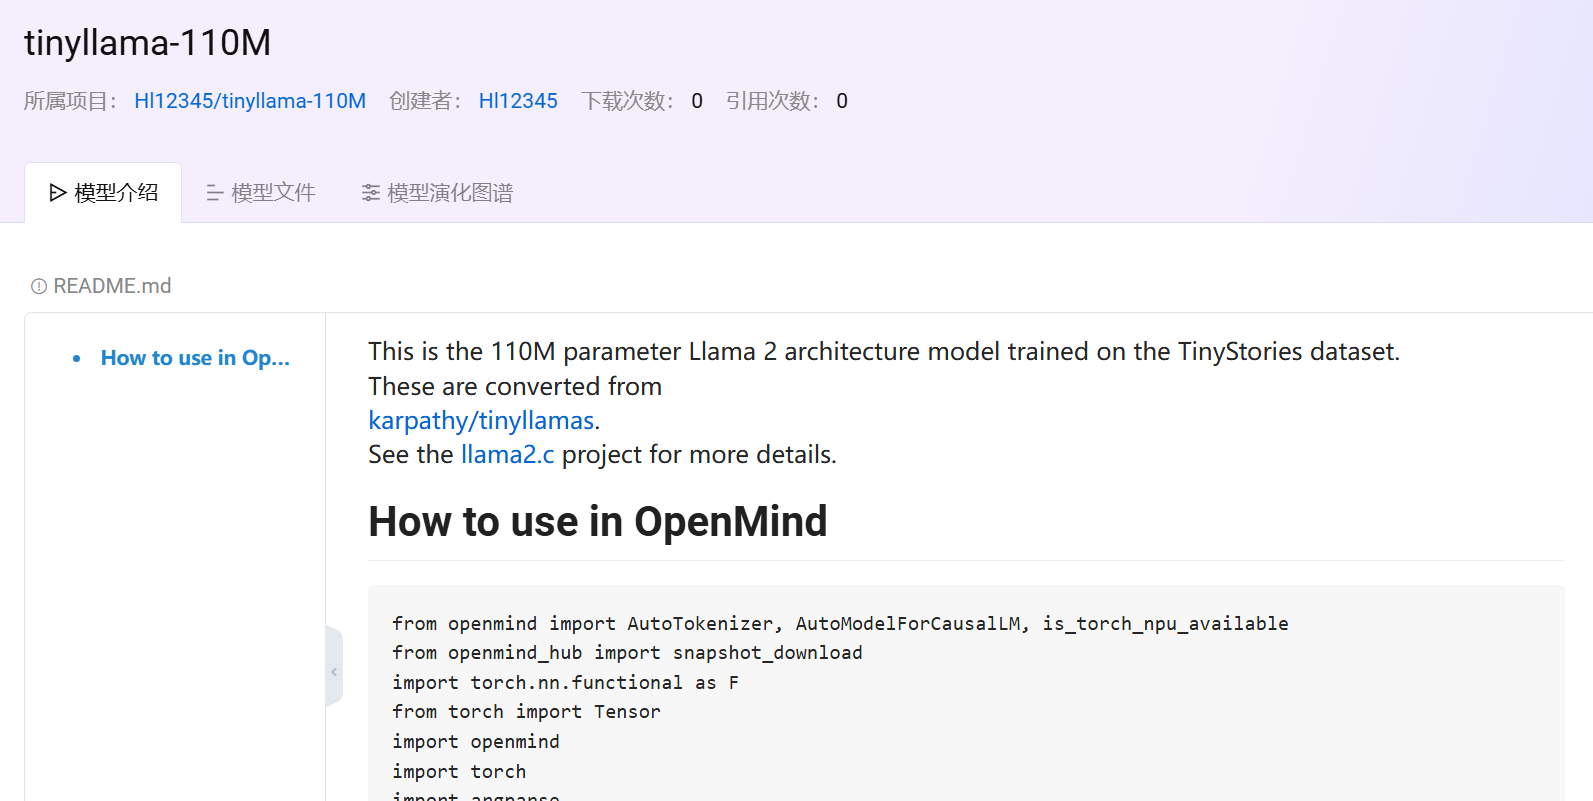 tinyllama-110M
所属项目： Hl12345/tinyllama-110M 创建者： Hl12345 下载次数： 0 引用次数： 0
模型介绍 模型文件 模型演化图谱
README.md
How to use in Op...
This is the 110M parameter Llama 2 architecture model trained on the TinyStories dataset.
These are converted from
karpathy/tinyllamas.
See the llama2.c project for more details.
How to use in OpenMind
from openmind import AutoTokenizer, AutoModelForCausalLM, is_torch_npu_available
from openmind_hub import snapshot_download
import torch.nn.functional as F
from torch import Tensor
import openmind
import torch
import argparse